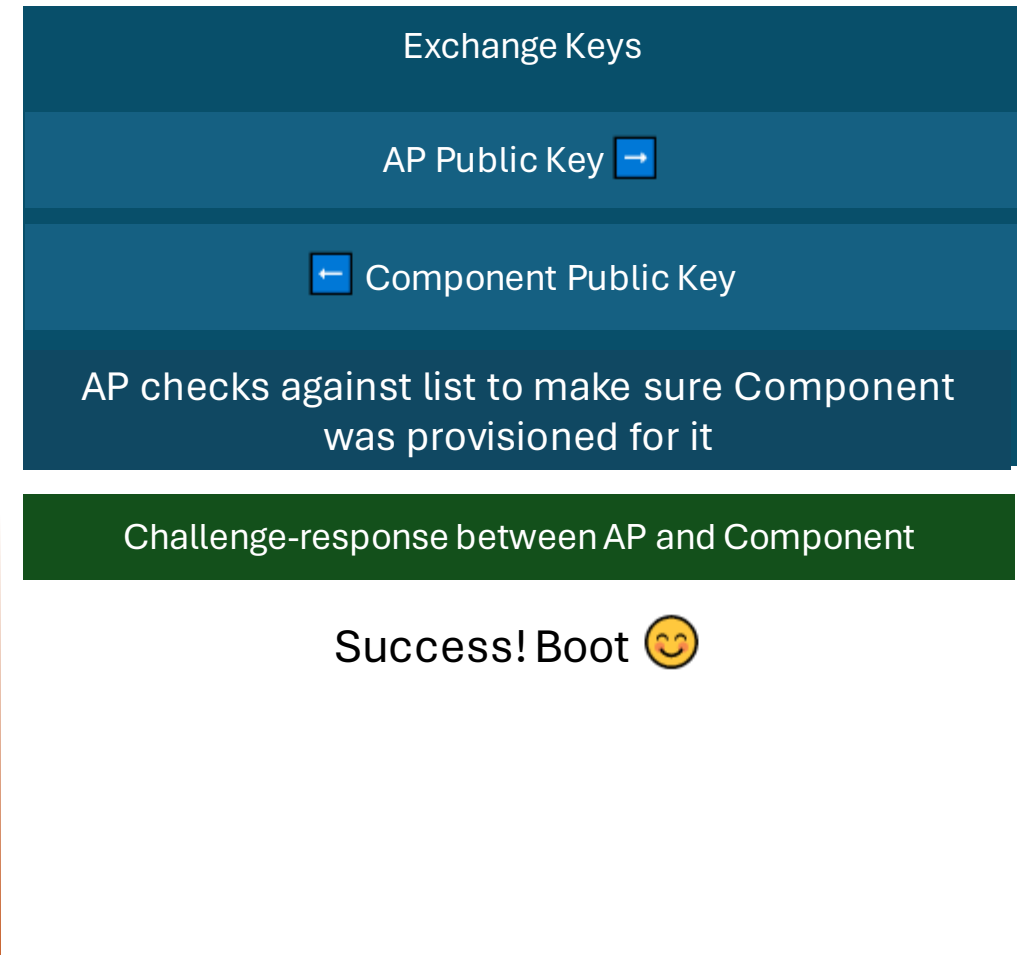 Exchange Keys
AP Public Key ➡️
⬅️ Component Public Key
AP checks against list to make sure Component
was provisioned for it
Challenge-response between AP and Component
Success! Boot 😊